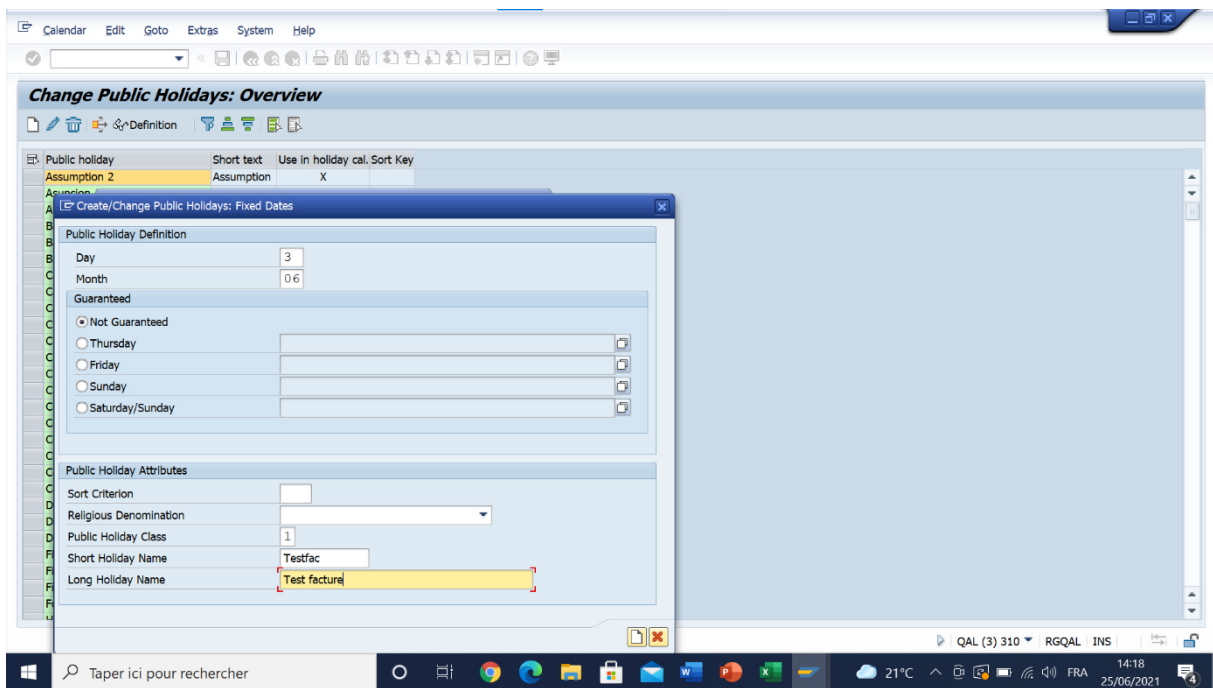 Calendar Edit Goto Extras System Help
Change Public Holidays: Overview
Definition
Public holiday Short text Use in holiday cal. Sort Key
Assumption 2 Assumption X
Create/Change Public Holidays: Fixed Dates
Public Holiday Definition
Day 3
Month 06
Guaranteed
Not Guaranteed
Thursday
Friday
Sunday
Saturday/Sunday
Public Holiday Attributes
Sort Criterion
Religious Denomination
Public Holiday Class 1
Short Holiday Name Testfac
Long Holiday Name Test facture
QAL (3) 310 RGQAL INS
Taper ici pour rechercher 21°C FRA 14:18
25/06/2021 4